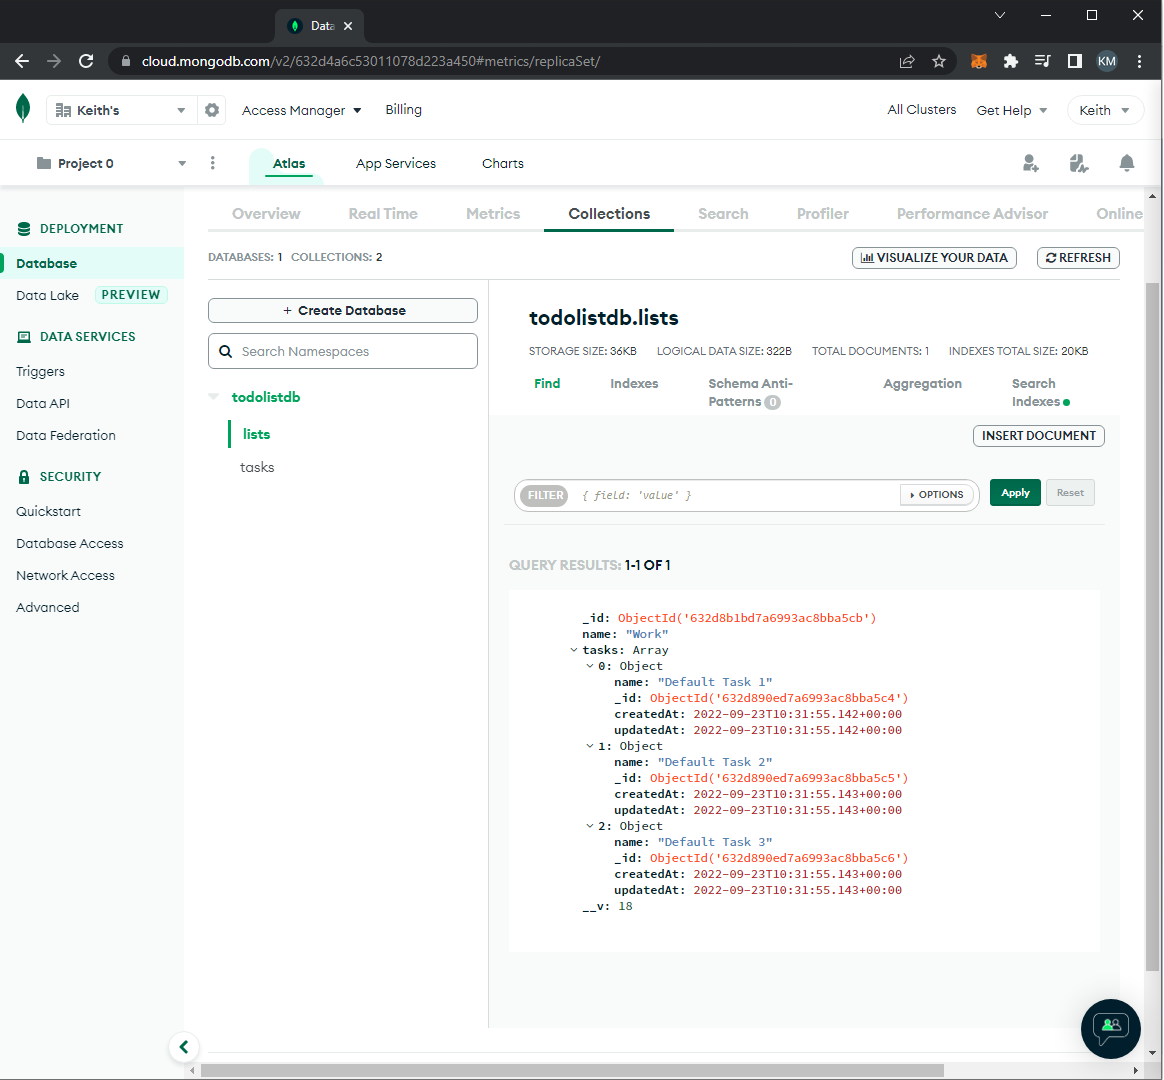 Data
cloud.mongodb.com/v2/632d4a6c53011078d223a450#metrics/replicaSet/
KM
Keith's
Access Manager
Billing
All Clusters
Get Help
Keith
Project 0
Atlas
App Services
Charts
DEPLOYMENT
Database
Data Lake PREVIEW
DATA SERVICES
Triggers
Data API
Data Federation
SECURITY
Quickstart
Database Access
Network Access
Advanced
Overview
Real Time
Metrics
Collections
Search
Profiler
Performance Advisor
Online
DATABASES: 1 COLLECTIONS: 2
VISUALIZE YOUR DATA
REFRESH
+ Create Database
Search Namespaces
todolistdb
lists
tasks
todolistdb.lists
STORAGE SIZE: 36KB LOGICAL DATA SIZE: 322B TOTAL DOCUMENTS: 1 INDEXES TOTAL SIZE: 20KB
Find
Indexes
Schema Anti-
Patterns 0
Aggregation
Search
Indexes
INSERT DOCUMENT
FILTER { field: 'value' }
OPTIONS
Apply
Reset
QUERY RESULTS: 1-1 OF 1
_id: ObjectId('632d8b1bd7a6993ac8bba5cb')
name: "Work"
tasks: Array
0: Object
name: "Default Task 1"
_id: ObjectId('632d890ed7a6993ac8bba5c4')
createdAt: 2022-09-23T10:31:55.142+00:00
updatedAt: 2022-09-23T10:31:55.142+00:00
1: Object
name: "Default Task 2"
_id: ObjectId('632d890ed7a6993ac8bba5c5')
createdAt: 2022-09-23T10:31:55.143+00:00
updatedAt: 2022-09-23T10:31:55.143+00:00
2: Object
name: "Default Task 3"
_id: ObjectId('632d890ed7a6993ac8bba5c6')
createdAt: 2022-09-23T10:31:55.143+00:00
updatedAt: 2022-09-23T10:31:55.143+00:00
__v: 18